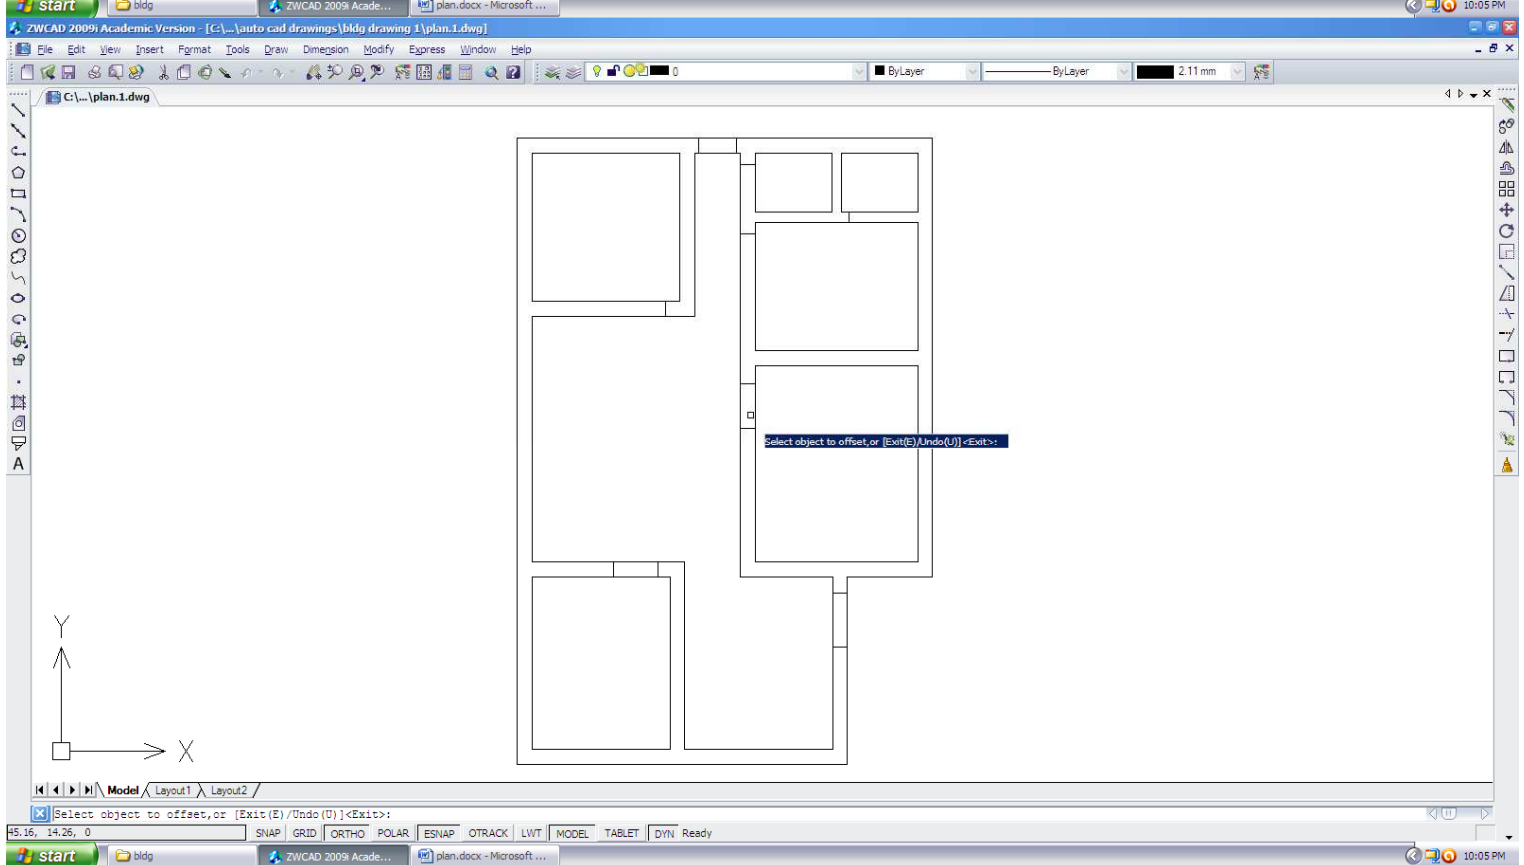 start bldg ZWCAD 2009i Acade... plan.docx - Microsoft ... 10:05 PM
ZWCAD 2009i Academic Version - [C:\...\auto cad drawings\bldg drawing 1\plan.1.dwg]
File Edit View Insert Format Tools Draw Dimension Modify Express Window Help
0 ByLayer ByLayer 2.11 mm
C:\...\plan.1.dwg
A
Select object to offset,or [Exit(E)/Undo(U)]<Exit>:
Y
X
Model Layout1 Layout2
Select object to offset,or [Exit(E)/Undo(U)]<Exit>:
45.16, 14.26, 0 SNAP GRID ORTHO POLAR ESNAP OTRACK LWT MODEL TABLET DYN Ready
start bldg ZWCAD 2009i Acade... plan.docx - Microsoft ... 10:05 PM